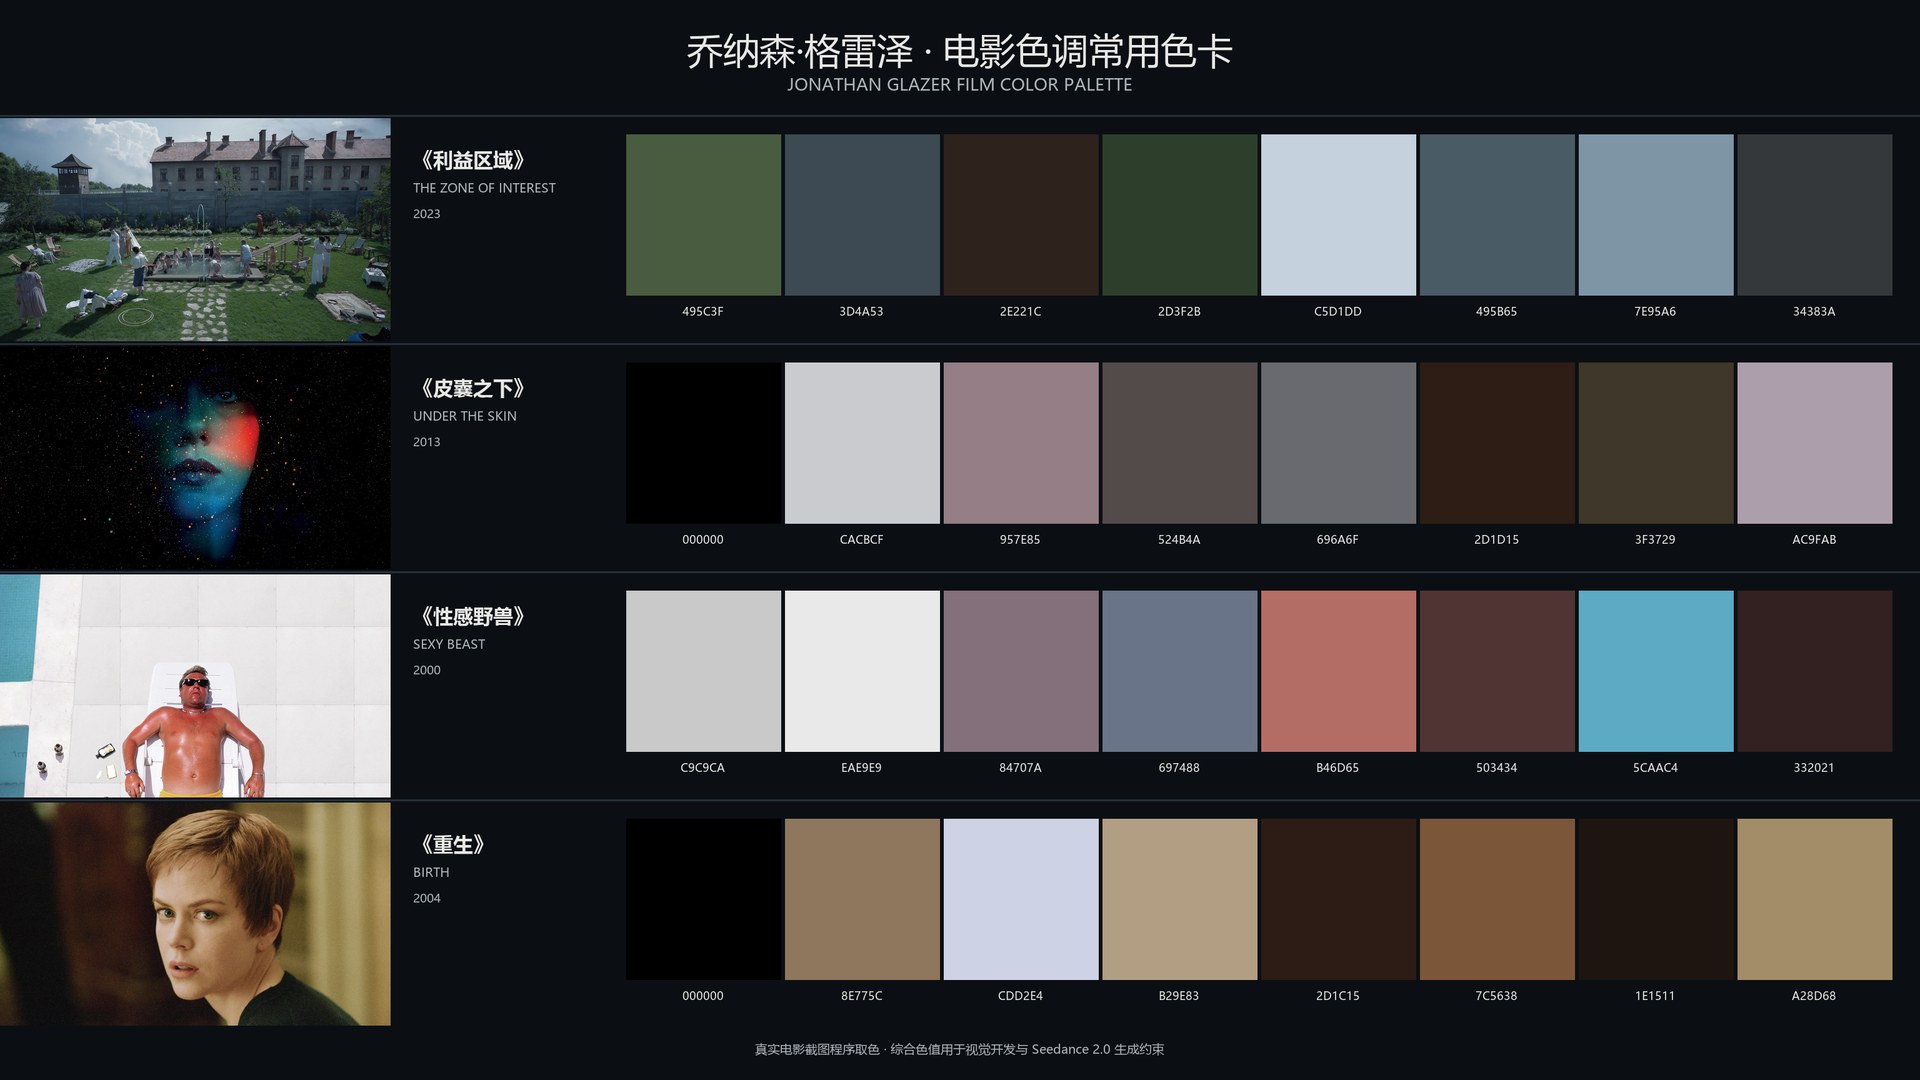 乔纳森·格雷泽 · 电影色调常用色卡
JONATHAN GLAZER FILM COLOR PALETTE
《利益区域》
THE ZONE OF INTEREST
2023
495C3F 3D4A53 2E221C 2D3F2B C5D1DD 495B65 7E95A6 34383A
《皮囊之下》
UNDER THE SKIN
2013
000000 CACBCF 957E85 524B4A 696A6F 2D1D15 3F3729 AC9FAB
《性感野兽》
SEXY BEAST
2000
C9C9CA EAE9E9 84707A 697488 B46D65 503434 5CAAC4 332021
《重生》
BIRTH
2004
000000 8E775C CDD2E4 B29E83 2D1C15 7C5638 1E1511 A28D68
真实电影截图程序取色 · 综合色值用于视觉开发与 Seedance 2.0 生成约束